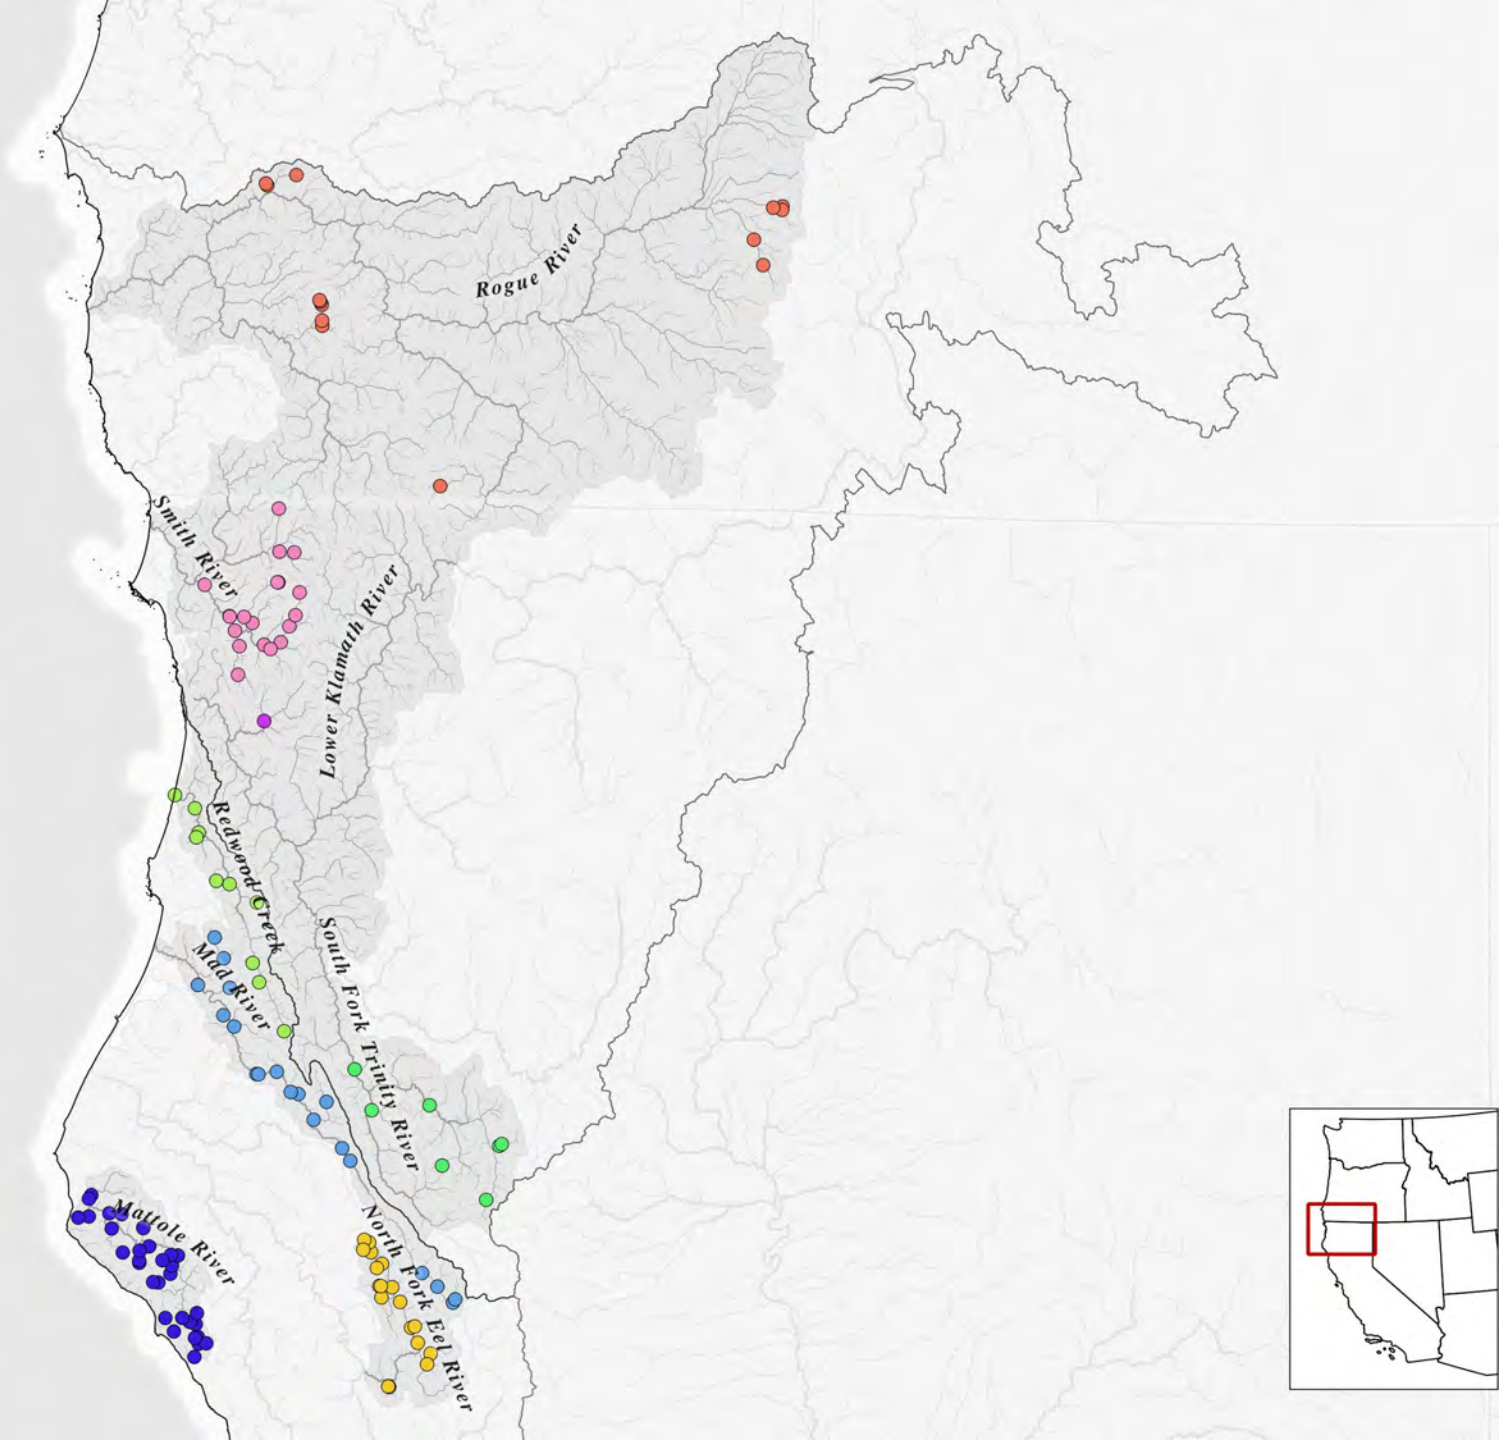 Rogue River
Smith River
Lower Klamath River
Redwood Creek
South Fork Trinity River
Mad River
Mattole River
North Fork Eel River